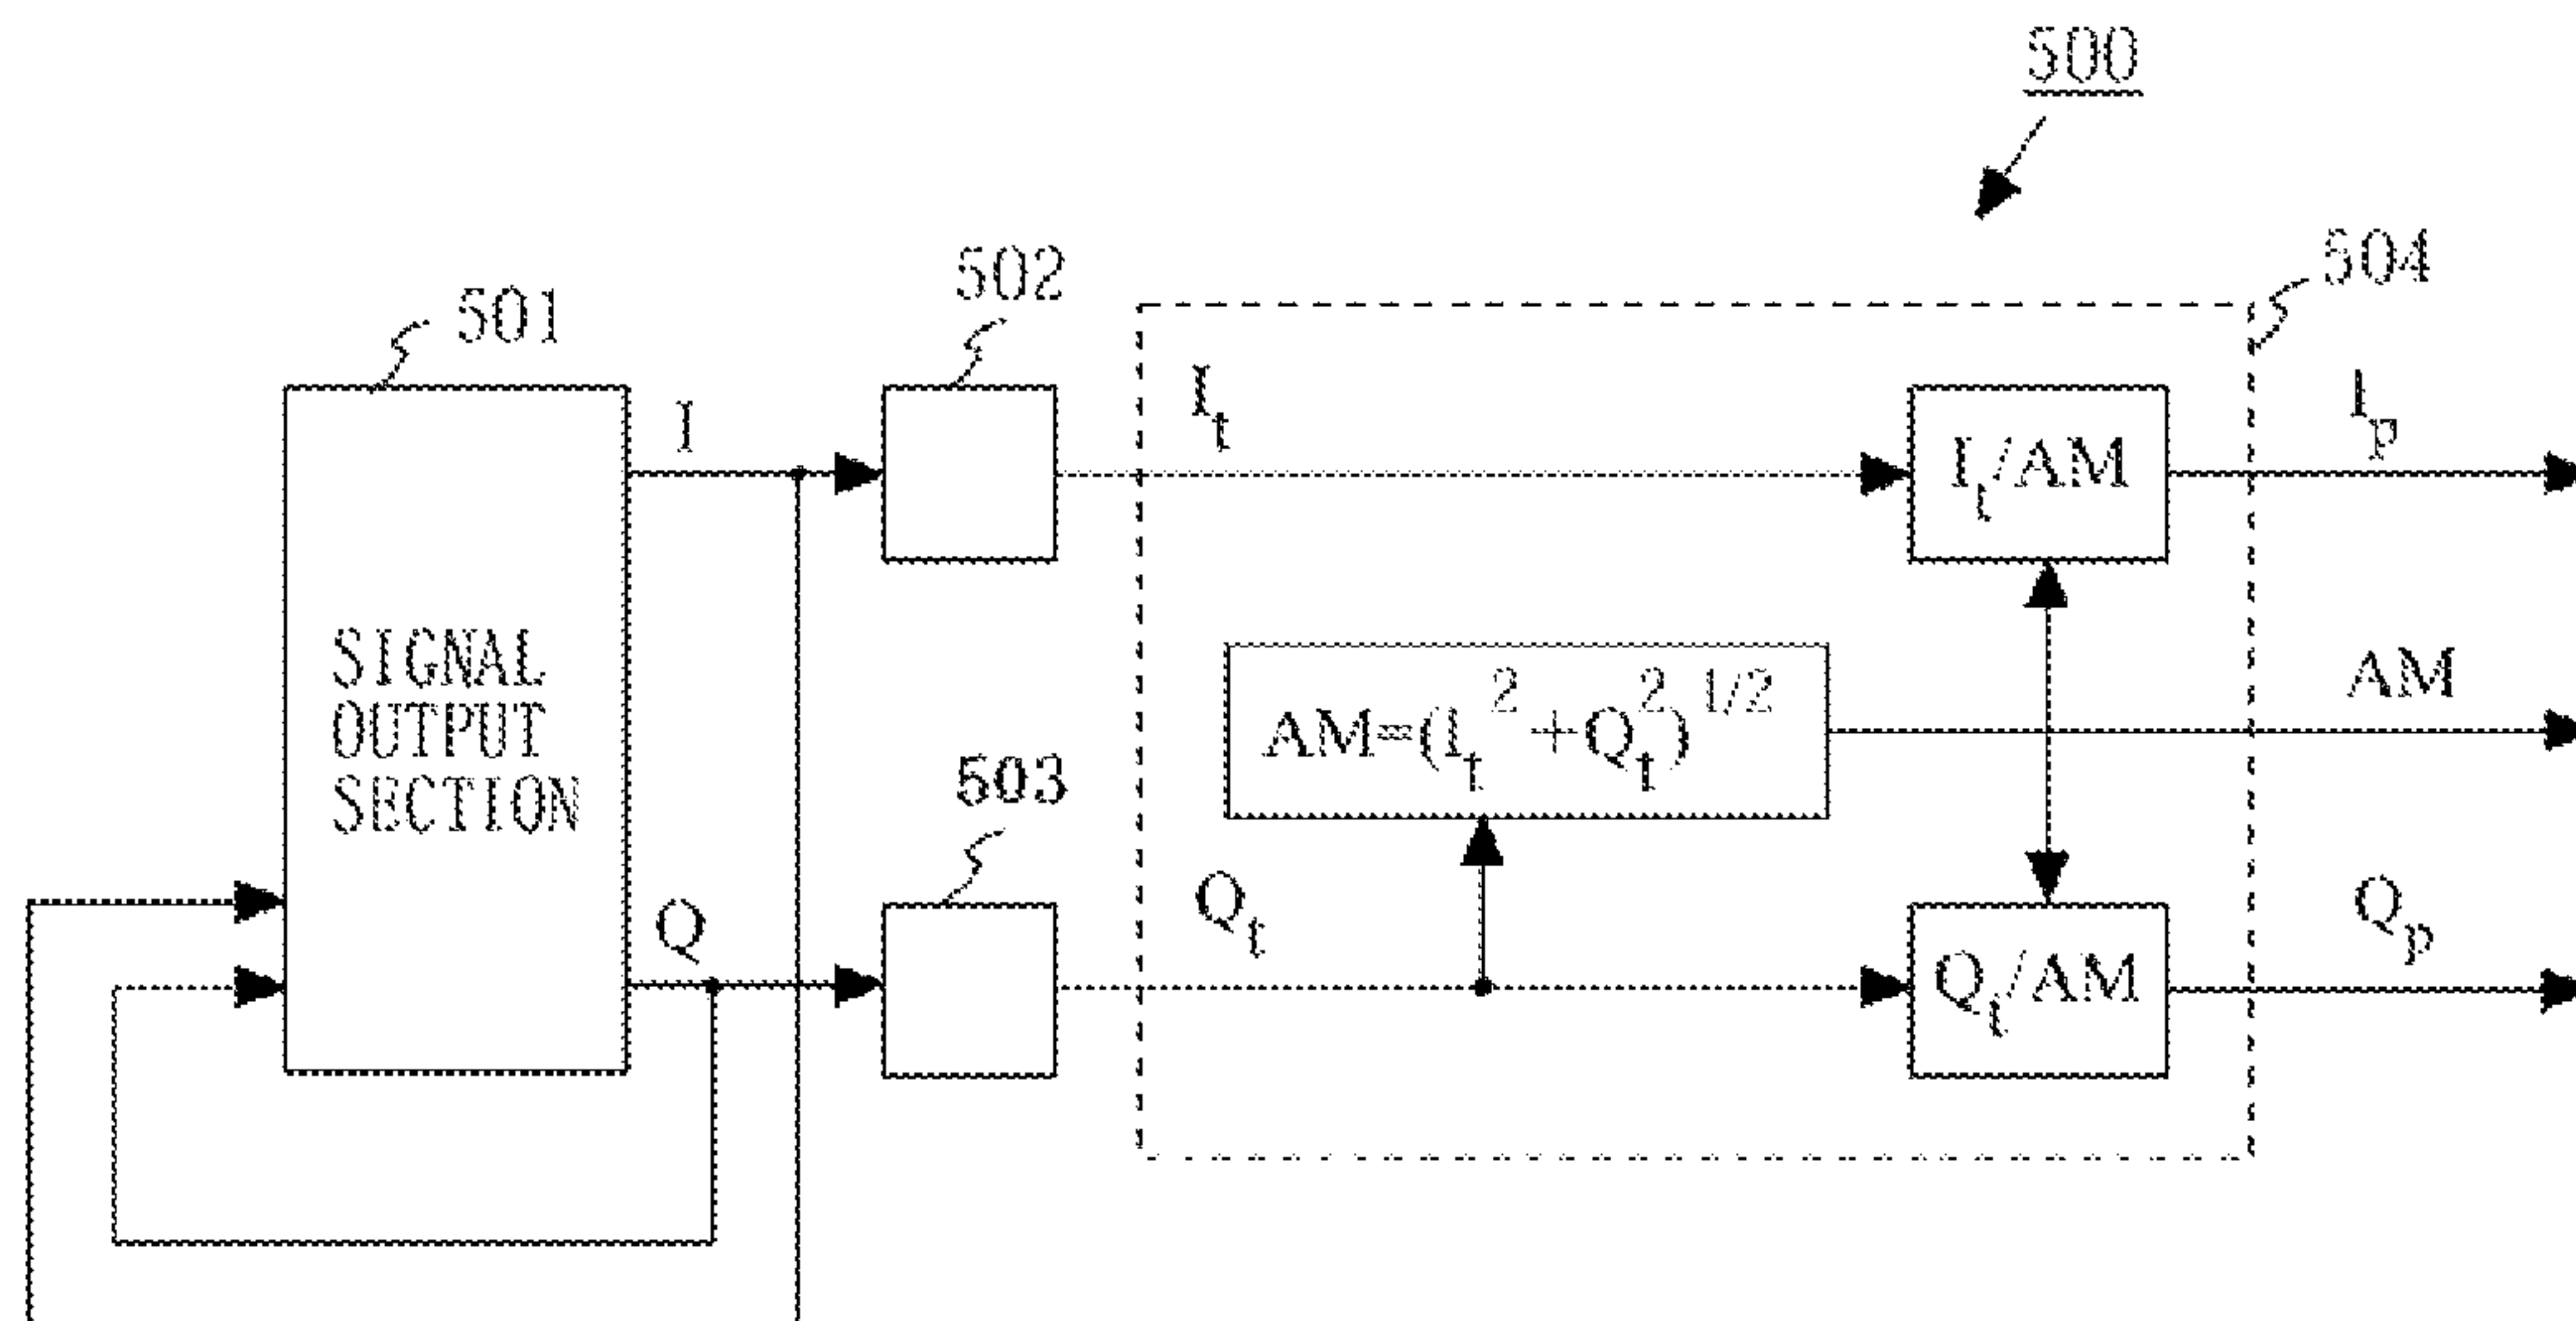 500
504
502
501
I
I_t
I_t/AM
I_p
SIGNAL
OUTPUT
SECTION
AM=(I_t^2+Q_t^2)^1/2
AM
503
Q
Q_t
Q_t/AM
Q_p